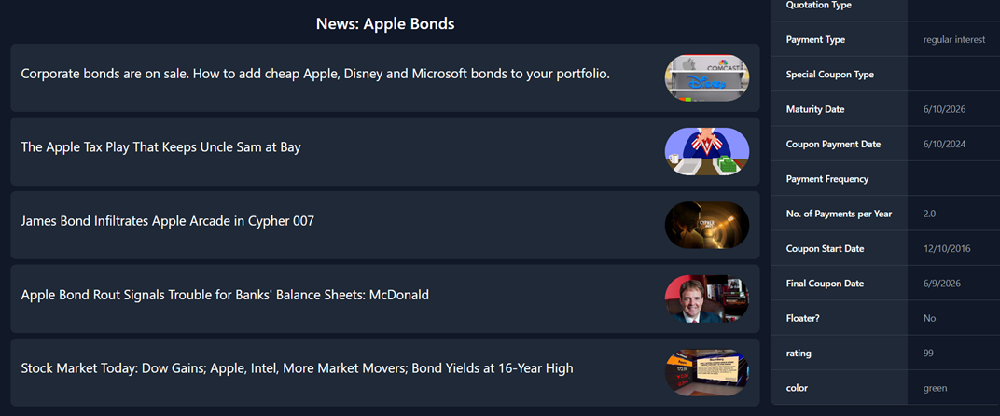 News: Apple Bonds
Corporate bonds are on sale. How to add cheap Apple, Disney and Microsoft bonds to your portfolio.
COMCAST
Disney
The Apple Tax Play That Keeps Uncle Sam at Bay
James Bond Infiltrates Apple Arcade in Cypher 007
CYPHER
Apple Bond Rout Signals Trouble for Banks' Balance Sheets: McDonald
Stock Market Today: Dow Gains; Apple, Intel, More Market Movers; Bond Yields at 16-Year High
Quotation Type
Payment Type regular interest
Special Coupon Type
Maturity Date 6/10/2026
Coupon Payment Date 6/10/2024
Payment Frequency
No. of Payments per Year 2.0
Coupon Start Date 12/10/2016
Final Coupon Date 6/9/2026
Floater? No
rating 99
color green